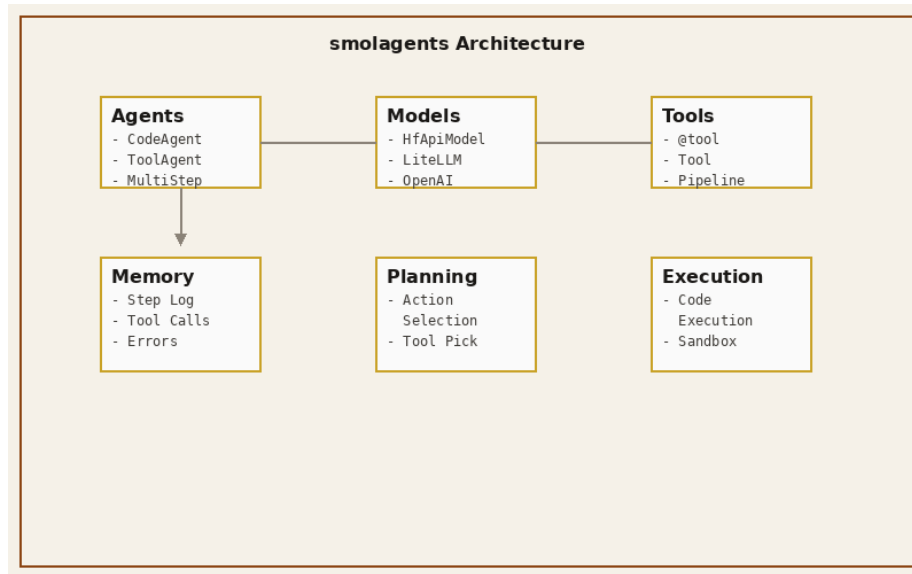 smolagents Architecture
Agents
- CodeAgent
- ToolAgent
- MultiStep
Models
- HfApiModel
- LiteLLM
- OpenAI
Tools
- @tool
- Tool
- Pipeline
Memory
- Step Log
- Tool Calls
- Errors
Planning
- Action
Selection
- Tool Pick
Execution
- Code
Execution
- Sandbox